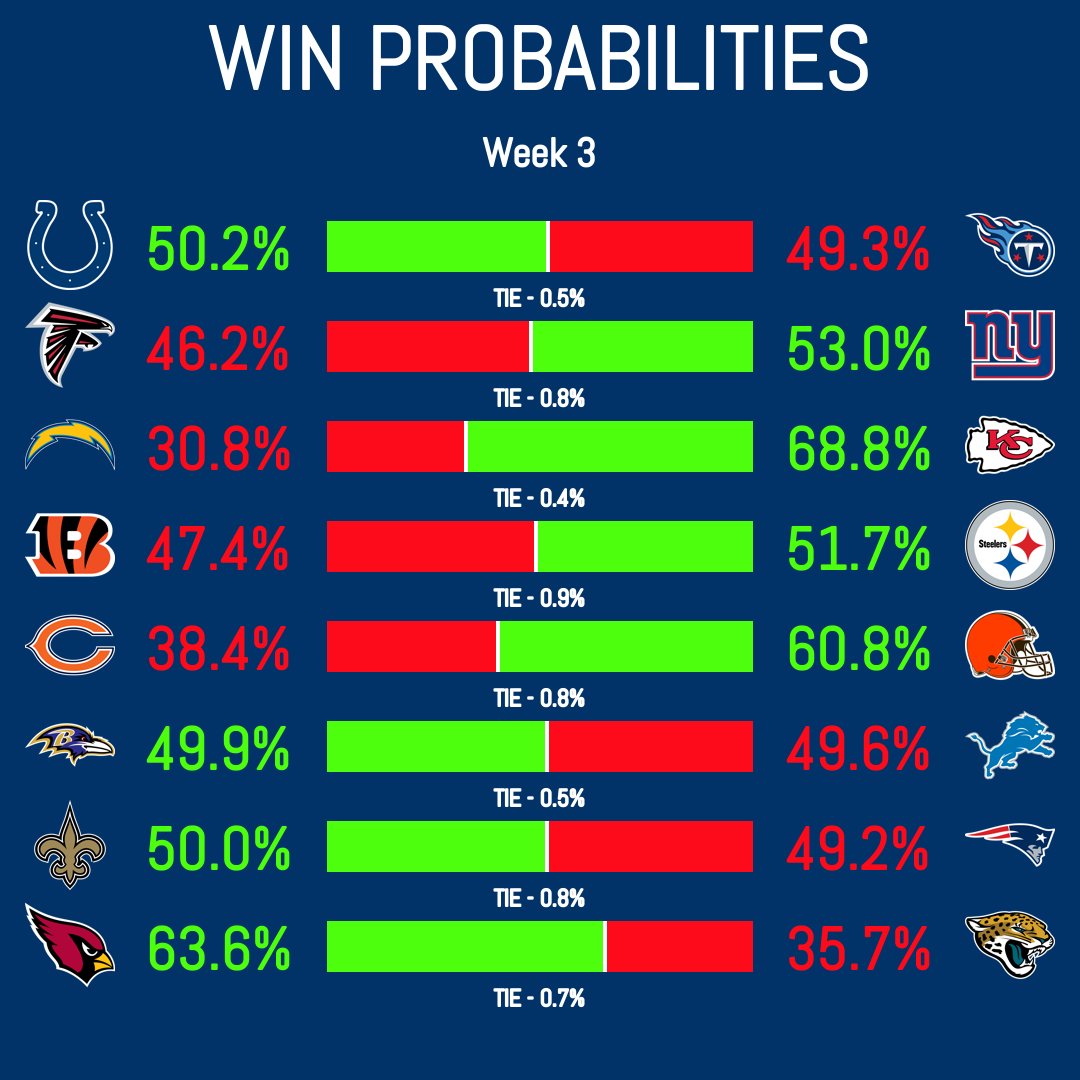 WIN PROBABILITIES
Week 3
50.2% 49.3%
TIE - 0.5%
46.2% 53.0% ny
TIE - 0.8%
30.8% 68.8% KC
TIE - 0.4%
B 47.4% 51.7% Steelers
TIE - 0.9%
C 38.4% 60.8%
TIE - 0.8%
B 49.9% 49.6%
TIE - 0.5%
50.0% 49.2%
TIE - 0.8%
63.6% 35.7%
TIE - 0.7%